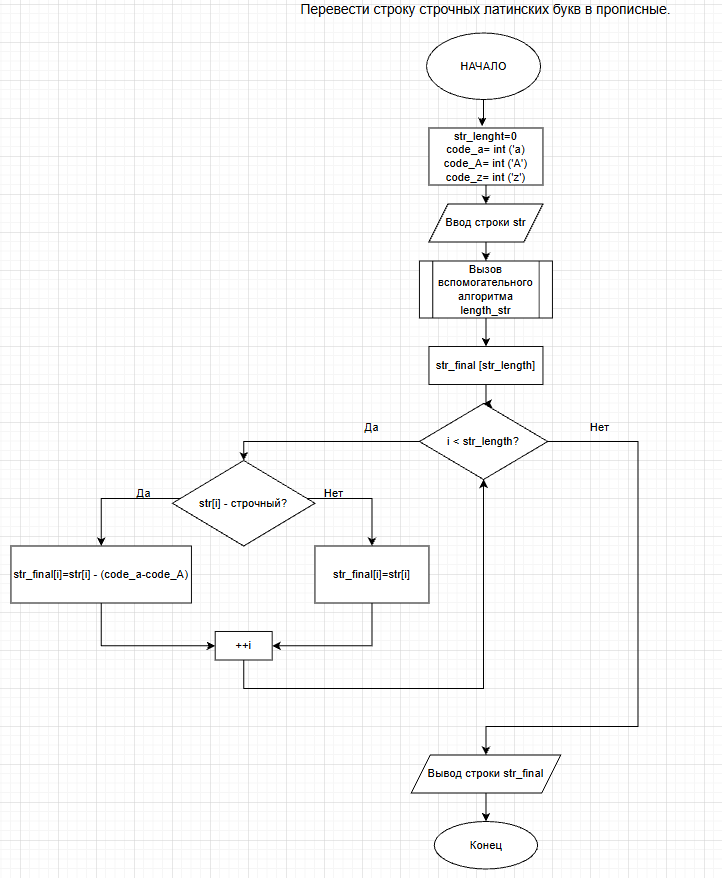 Перевести строку строчных латинских букв в прописные.
НАЧАЛО
str_lenght=0
code_a= int ('a)
code_A= int ('A')
code_z= int ('z')
Ввод строки str
Вызов
вспомогательного
алгоритма
length_str
str_final [str_length]
i < str_length?
Да
Нет
str[i] - строчный?
Да
Нет
str_final[i]=str[i] - (code_a-code_A)
str_final[i]=str[i]
++i
Вывод строки str_final
Конец